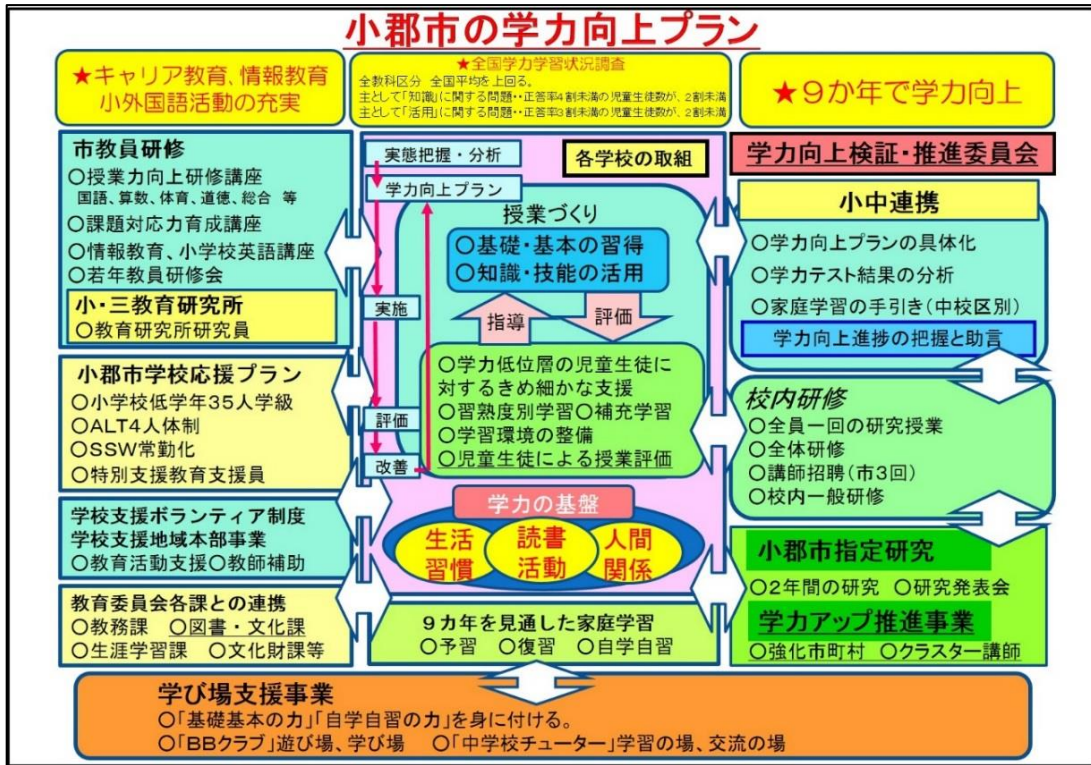 小郡市の学力向上プラン
★キャリア教育、情報教育
小外国語活動の充実
★全国学力学習状況調査
全教科区分 全国平均を上回る。
主として「知識」に関する問題・・正答率4割未満の児童生徒数が、2割未満
主として「活用」に関する問題・・正答率3割未満の児童生徒数が、2割未満
★9か年で学力向上
市教員研修
○授業力向上研修講座
国語、算数、体育、道徳、総合 等
○課題対応力育成講座
○情報教育、小学校英語講座
○若年教員研修会
小・三教育研究所
○教育研究所研究員
小郡市学校応援プラン
○小学校低学年35人学級
○ALT4人体制
○SSW常勤化
○特別支援教育支援員
学校支援ボランティア制度
学校支援地域本部事業
○教育活動支援○教師補助
教育委員会各課との連携
○教務課 ○図書・文化課
○生涯学習課 ○文化財課等
実態把握・分析
各学校の取組
学力向上プラン
授業づくり
○基礎・基本の習得
○知識・技能の活用
実施
指導
評価
○学力低位層の児童生徒に
対するきめ細かな支援
○習熟度別学習○補充学習
○学習環境の整備
○児童生徒による授業評価
評価
改善
学力の基盤
生活
習慣
読書
活動
人間
関係
9カ年を見通した家庭学習
○予習 ○復習 ○自学自習
学力向上検証・推進委員会
小中連携
○学力向上プランの具体化
○学力テスト結果の分析
○家庭学習の手引き(中校区別)
学力向上進捗の把握と助言
校内研修
○全員一回の研究授業
○全体研修
○講師招聘(市3回)
○校内一般研修
小郡市指定研究
○2年間の研究 ○研究発表会
学力アップ推進事業
○強化市町村 ○クラスター講師
学び場支援事業
○「基礎基本の力」「自学自習の力」を身に付ける。
○「BBクラブ」遊び場、学び場 ○「中学校チューター」学習の場、交流の場